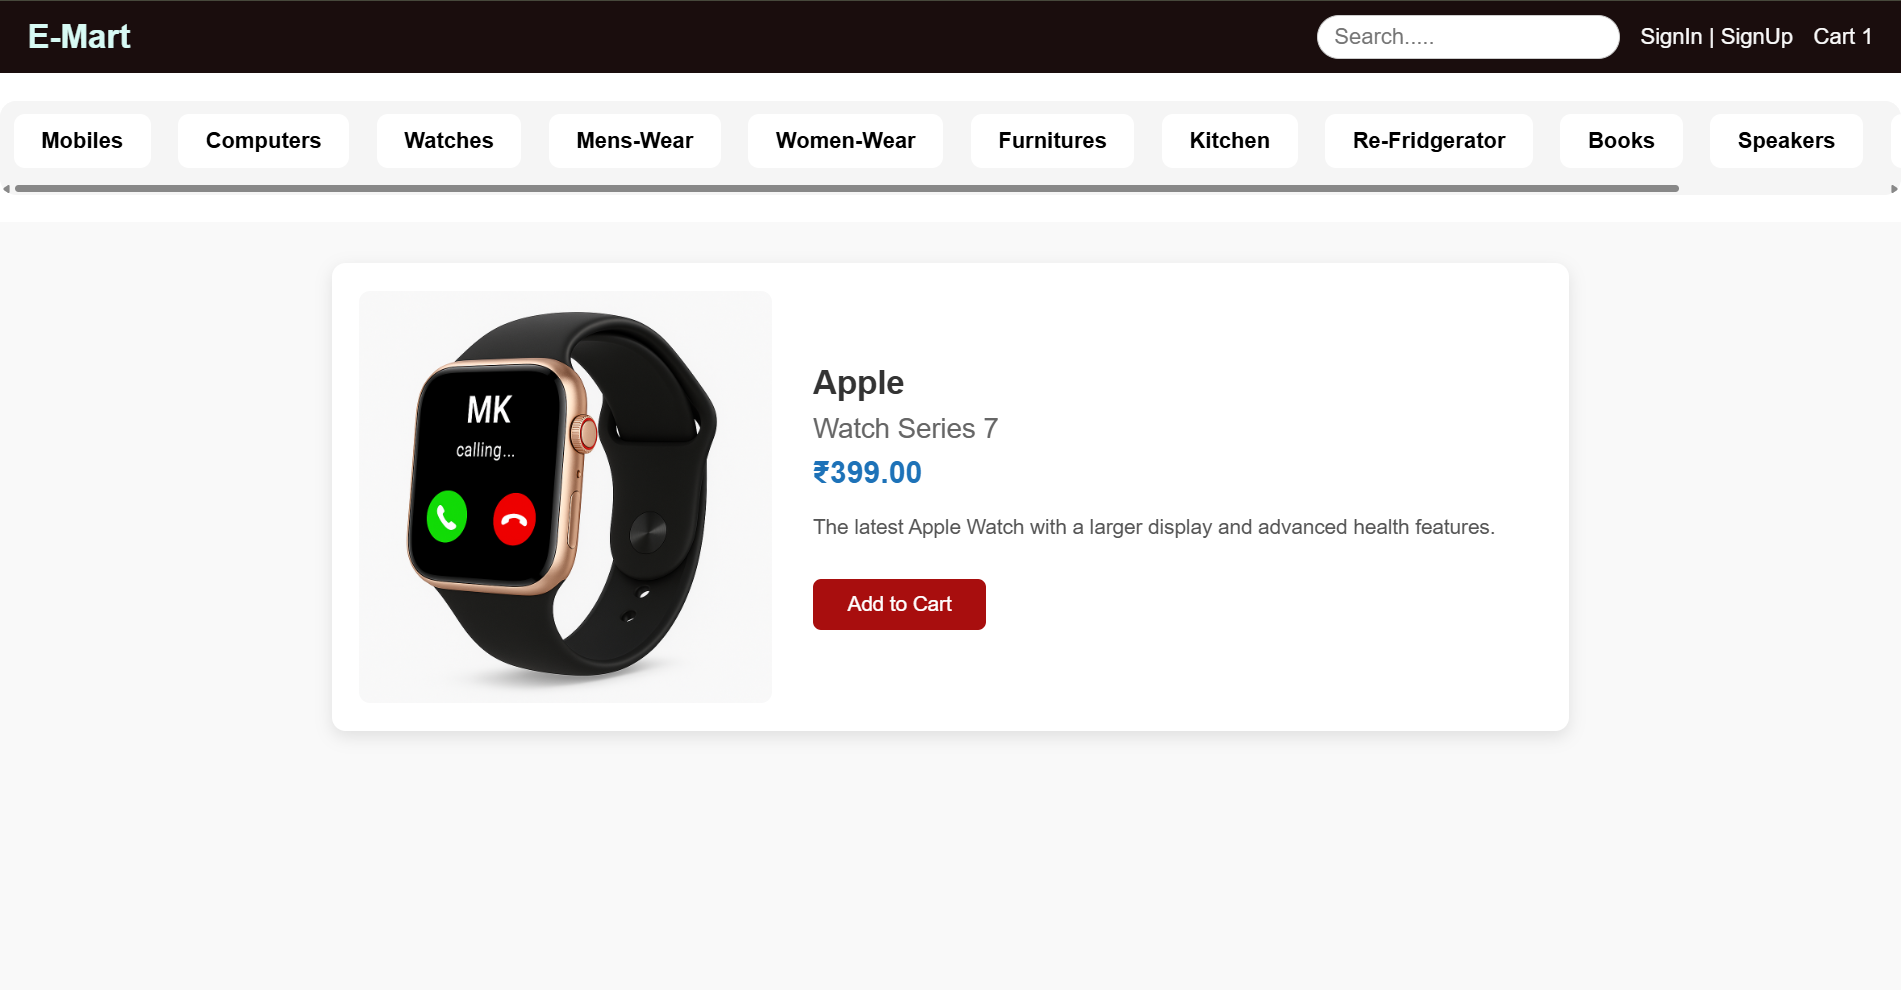 E-Mart
Search.....
SignIn | SignUp
Cart 1
Mobiles
Computers
Watches
Mens-Wear
Women-Wear
Furnitures
Kitchen
Re-Fridgerator
Books
Speakers
MK
calling...
Apple
Watch Series 7
₹399.00
The latest Apple Watch with a larger display and advanced health features.
Add to Cart